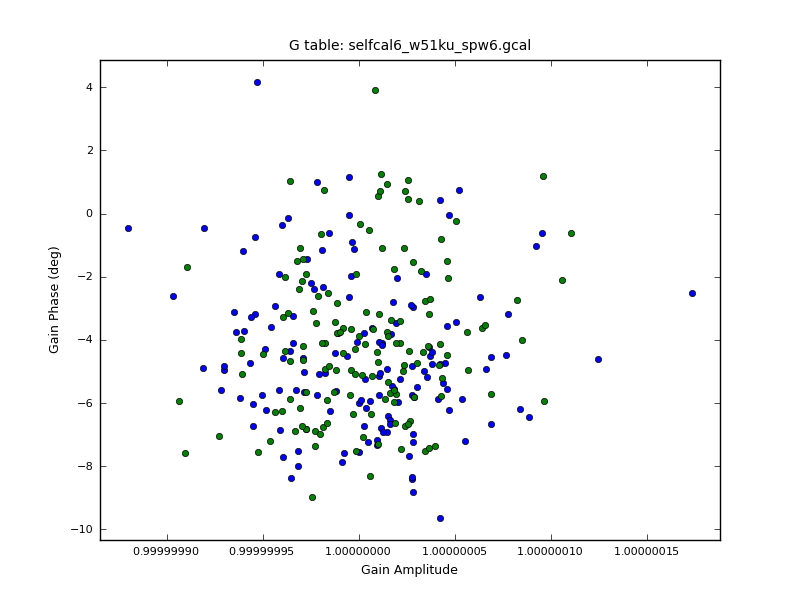 G table: selfcal6_w51ku_spw6.gcal
Gain Phase (deg)
4
2
0
−2
−4
−6
−8
−10
0.99999990 0.99999995 1.00000000 1.00000005 1.00000010 1.00000015
Gain Amplitude